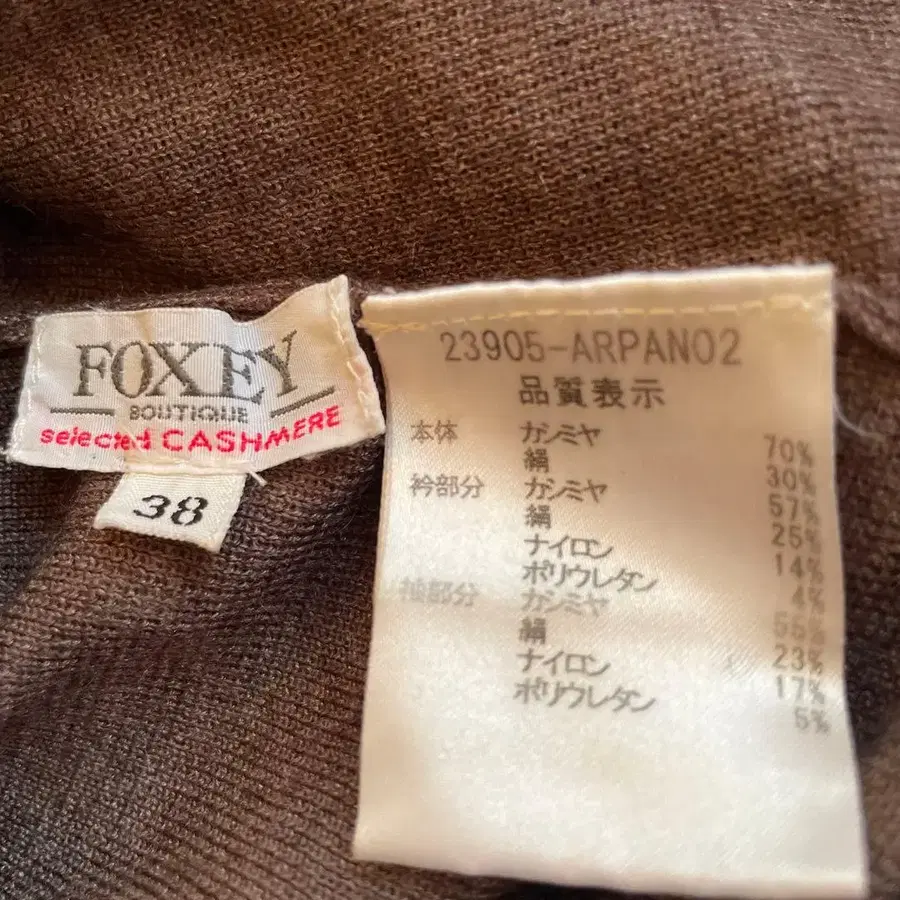 FOXEY
BOUTIQUE
selected CASHMERE
38
23905-ARPAN02
品質表示
本体 カシミヤ 70%
絹 30%
衿部分 カシミヤ 57%
絹 25%
ナイロン 14%
ポリウレタン 4%
袖部分 カシミヤ 55%
絹 23%
ナイロン 17%
ポリウレタン 5%